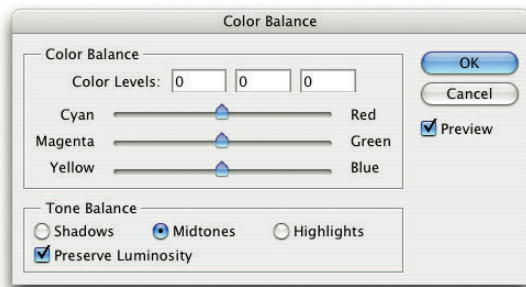 Color Balance
Color Balance
Color Levels: 0 0 0
Cyan Red
Magenta Green
Yellow Blue
Tone Balance
Shadows Midtones Highlights
Preserve Luminosity
OK
Cancel
Preview